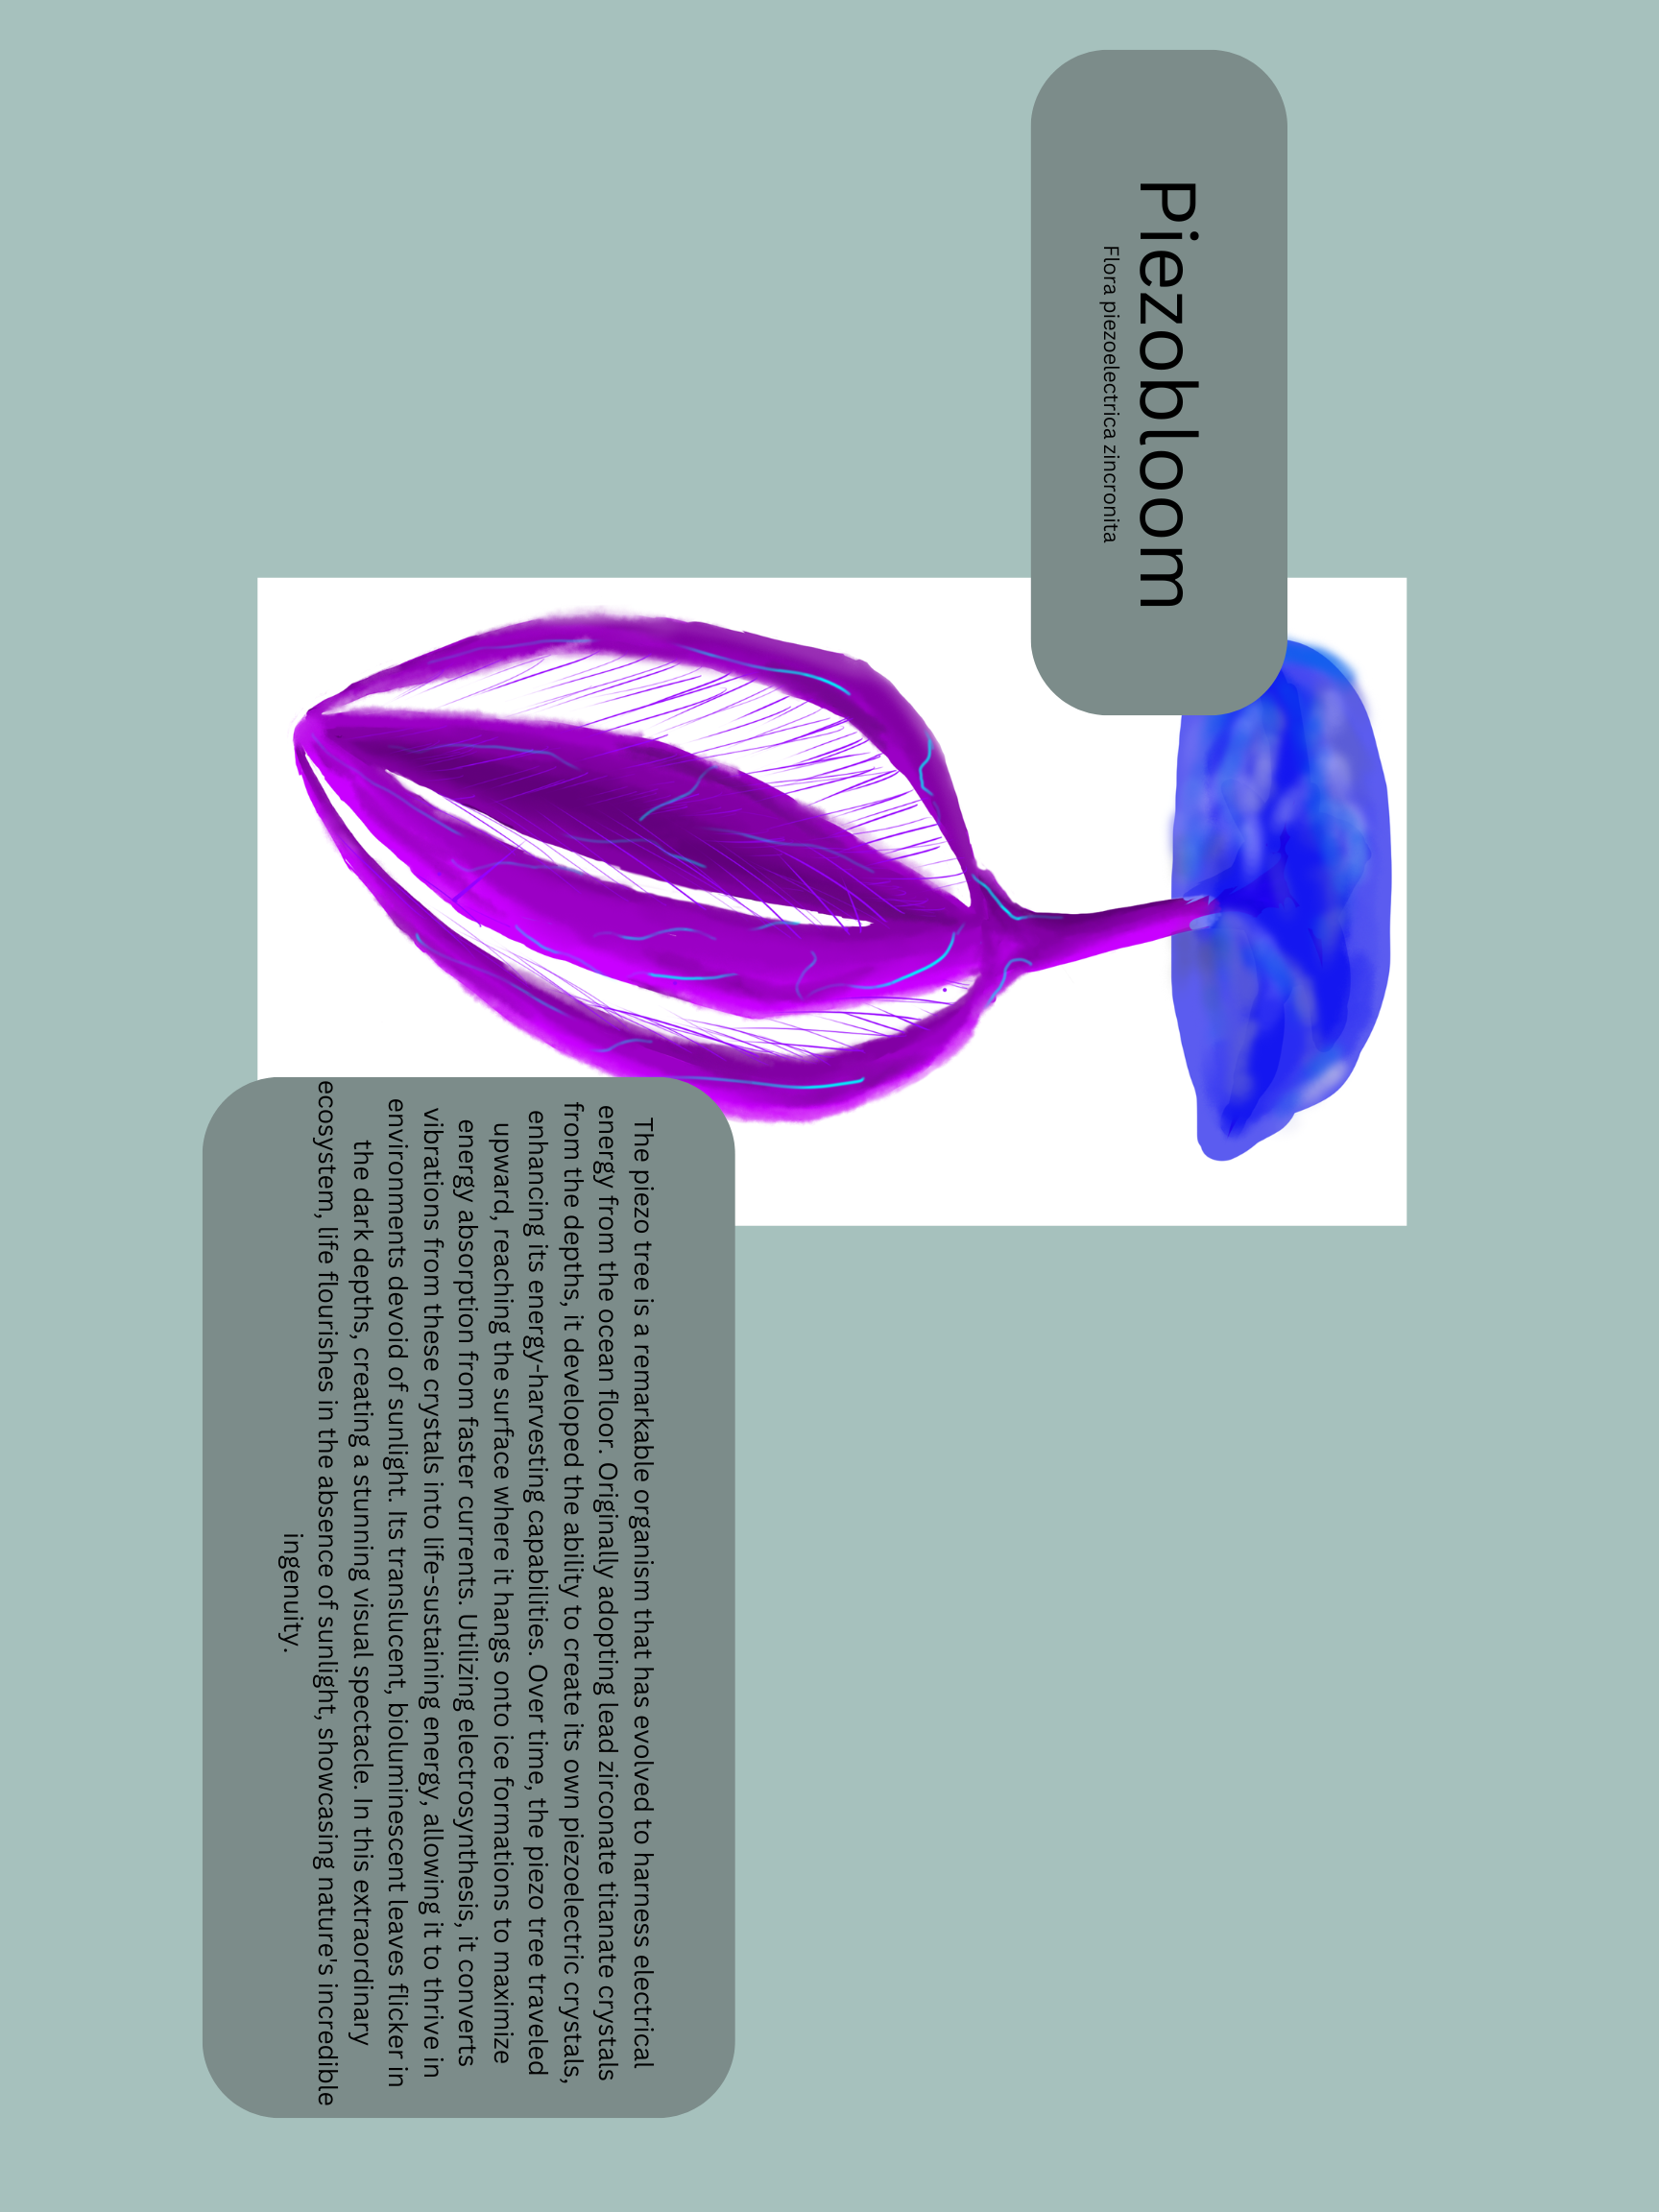 Piezobloom
Flora piezoelectrica zincronita
The piezo tree is a remarkable organism that has evolved to harness electrical
energy from the ocean floor. Originally adopting lead zirconate titanate crystals
from the depths, it developed the ability to create its own piezoelectric crystals,
enhancing its energy-harvesting capabilities. Over time, the piezo tree traveled
upward, reaching the surface where it hangs onto ice formations to maximize
energy absorption from faster currents. Utilizing electrosynthesis, it converts
vibrations from these crystals into life-sustaining energy, allowing it to thrive in
environments devoid of sunlight. Its translucent, bioluminescent leaves flicker in
the dark depths, creating a stunning visual spectacle. In this extraordinary
ecosystem, life flourishes in the absence of sunlight, showcasing nature's incredible
ingenuity.